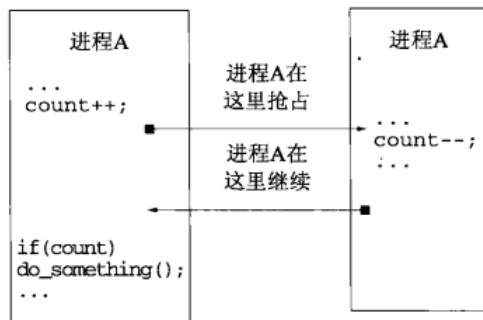 进程A
...
count++;
进程A在
这里抢占
进程A在
这里继续
if(count)
do_something();
...
进程A
...
count--;
...